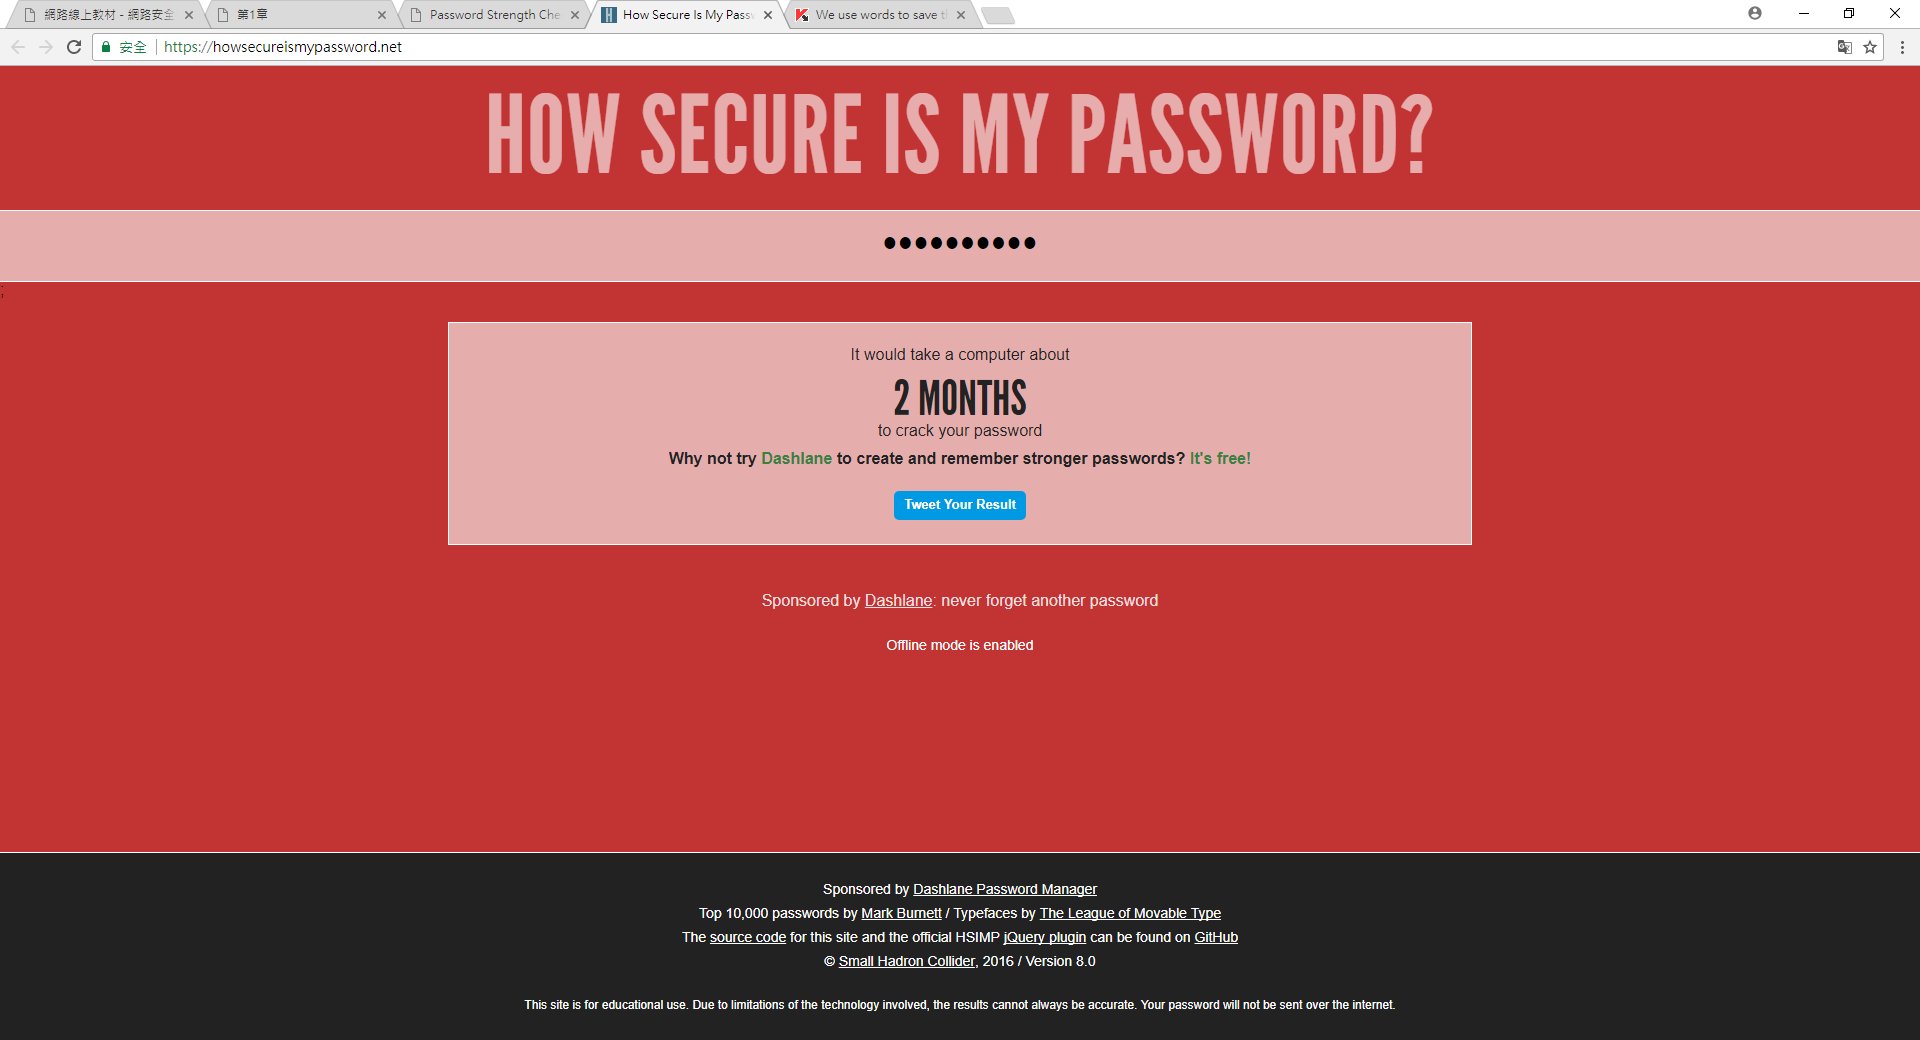 網路線上教材 - 網路安全
第1章
Password Strength Che
How Secure Is My Pass
We use words to save t
安全
https://howsecureismypassword.net
HOW SECURE IS MY PASSWORD?
••••••••••
;
It would take a computer about
2 MONTHS
to crack your password
Why not try Dashlane to create and remember stronger passwords? It's free!
Tweet Your Result
Sponsored by Dashlane: never forget another password
Offline mode is enabled
Sponsored by Dashlane Password Manager
Top 10,000 passwords by Mark Burnett / Typefaces by The League of Movable Type
The source code for this site and the official HSIMP jQuery plugin can be found on GitHub
© Small Hadron Collider, 2016 / Version 8.0
This site is for educational use. Due to limitations of the technology involved, the results cannot always be accurate. Your password will not be sent over the internet.